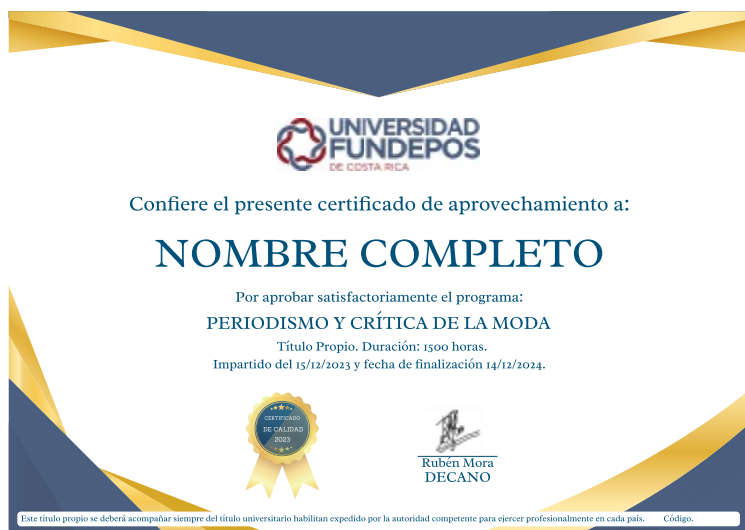 UNIVERSIDAD
FUNDEPOS
DE COSTA RICA
Confiere el presente certificado de aprovechamiento a:
NOMBRE COMPLETO
Por aprobar satisfactoriamente el programa:
PERIODISMO Y CRÍTICA DE LA MODA
Título Propio. Duración: 1500 horas.
Impartido del 15/12/2023 y fecha de finalización 14/12/2024.
CERTIFICADO
DE CALIDAD
2023
Rubén Mora
DECANO
Este título propio se deberá acompañar siempre del título universitario habilitan expedido por la autoridad competente para ejercer profesionalmente en cada país. Código.